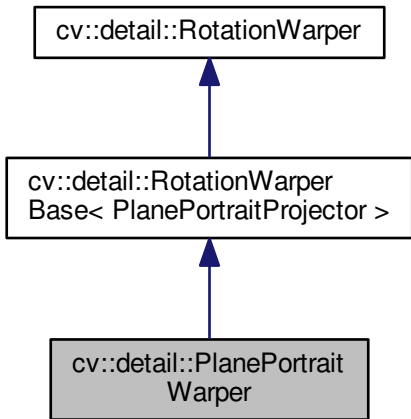 cv::detail::RotationWarper
cv::detail::RotationWarper
Base< PlanePortraitProjector >
cv::detail::PlanePortrait
Warper